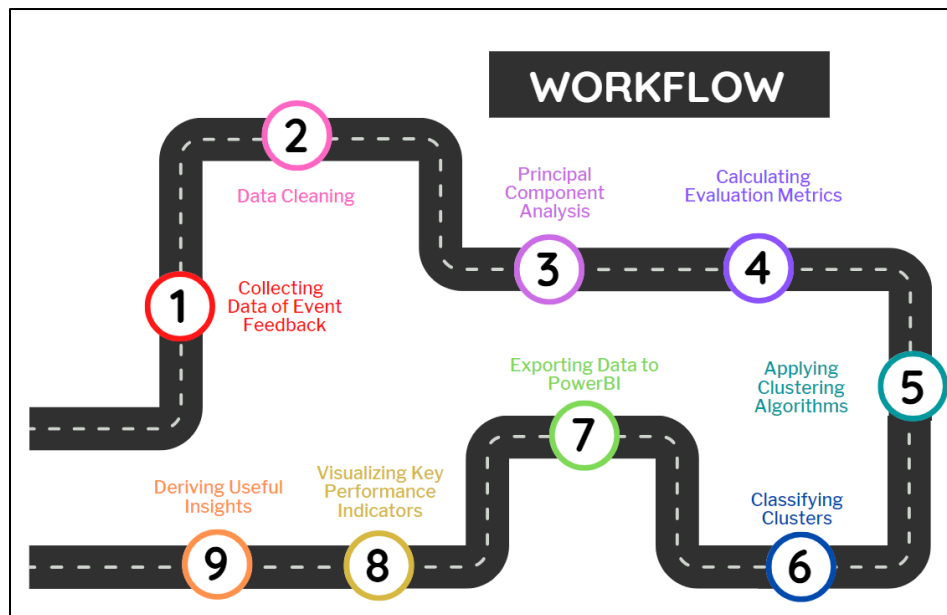 WORKFLOW
1
Collecting
Data of Event
Feedback
2
Data Cleaning
Principal
Component
Analysis
3
Calculating
Evaluation Metrics
4
Applying
Clustering
Algorithms
5
Classifying
Clusters
6
Exporting Data to
PowerBI
7
Visualizing Key
Performance
Indicators
8
Deriving Useful
Insights
9